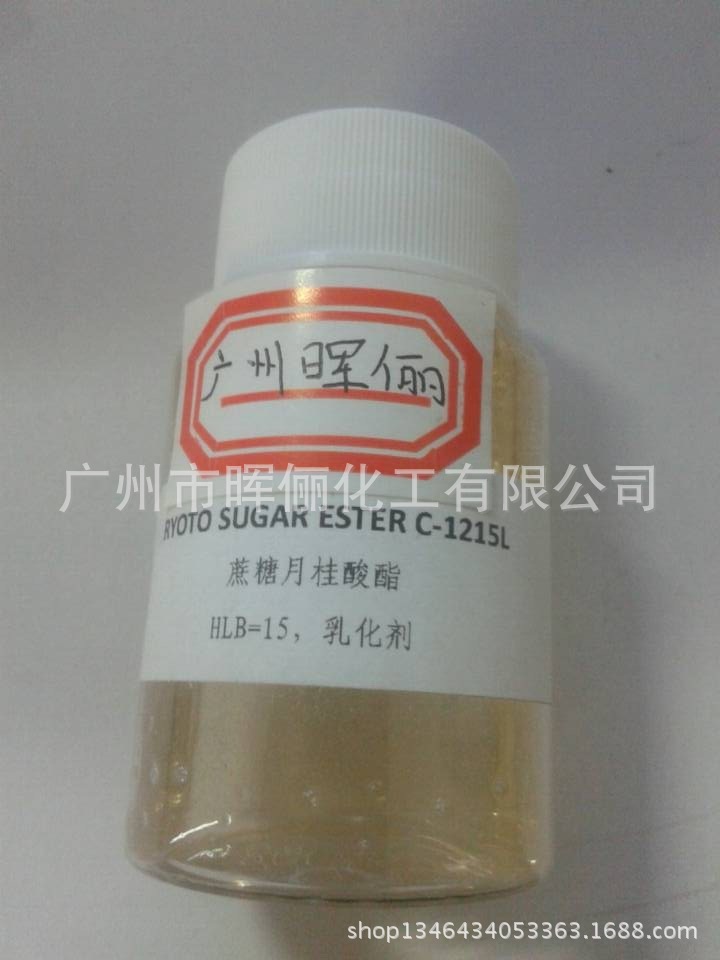 广州晖俪
广州市晖俪化工有限公司
RYOTO SUGAR ESTER C-1215L
蔗糖月桂酸酯
HLB=15, 乳化剂
shop1346434053363.1688.com